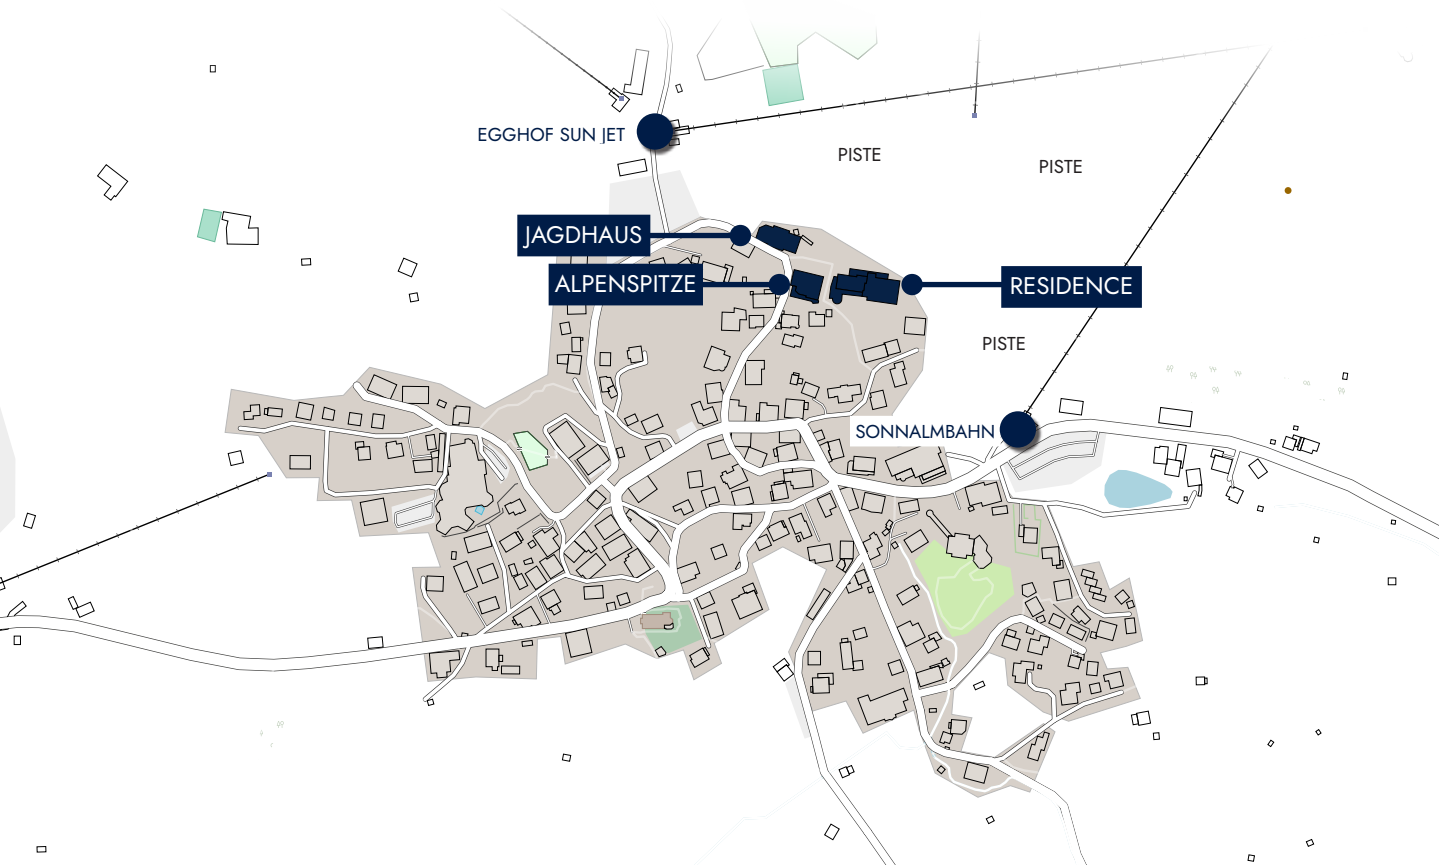 EGGHOF SUN JET
PISTE
PISTE
JAGDHAUS
ALPENSPITZE
RESIDENCE
PISTE
SONNALMBAHN